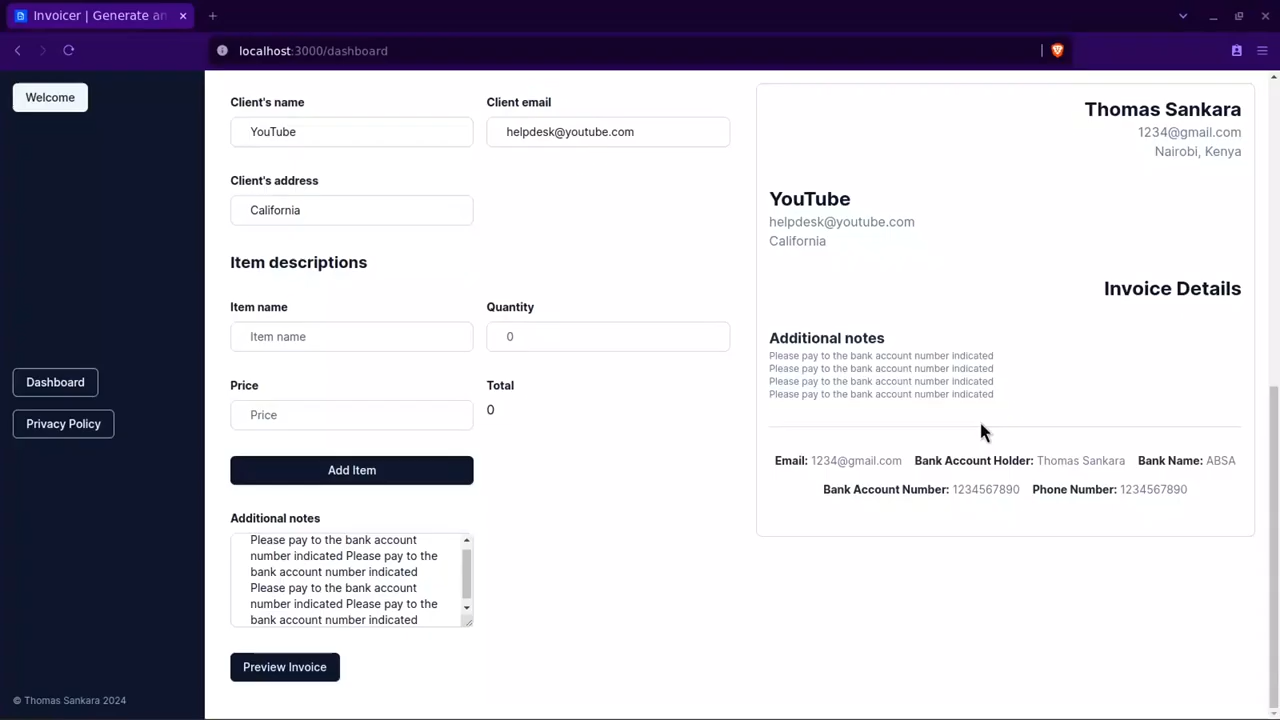 Invoicer | Generate an
localhost:3000/dashboard
Welcome
Dashboard
Privacy Policy
© Thomas Sankara 2024
Client's name
Client email
YouTube
helpdesk@youtube.com
Client's address
California
Item descriptions
Item name
Quantity
Item name
0
Price
Total
Price
0
Add Item
Additional notes
Please pay to the bank account
number indicated Please pay to the
bank account number indicated
Please pay to the bank account
number indicated Please pay to the
bank account number indicated
Preview Invoice
Thomas Sankara
1234@gmail.com
Nairobi, Kenya
YouTube
helpdesk@youtube.com
California
Invoice Details
Additional notes
Please pay to the bank account number indicated
Please pay to the bank account number indicated
Please pay to the bank account number indicated
Please pay to the bank account number indicated
Email: 1234@gmail.com Bank Account Holder: Thomas Sankara Bank Name: ABSA
Bank Account Number: 1234567890 Phone Number: 1234567890